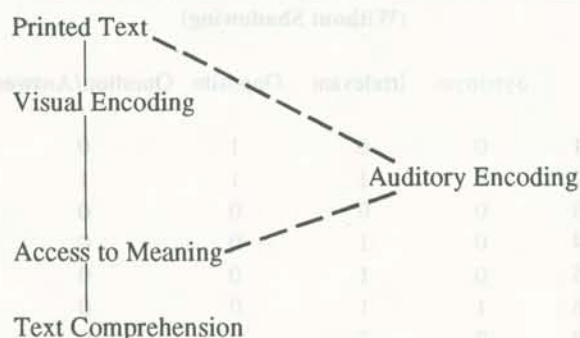 Printed Text
Visual Encoding
Auditory Encoding
Access to Meaning
Text Comprehension